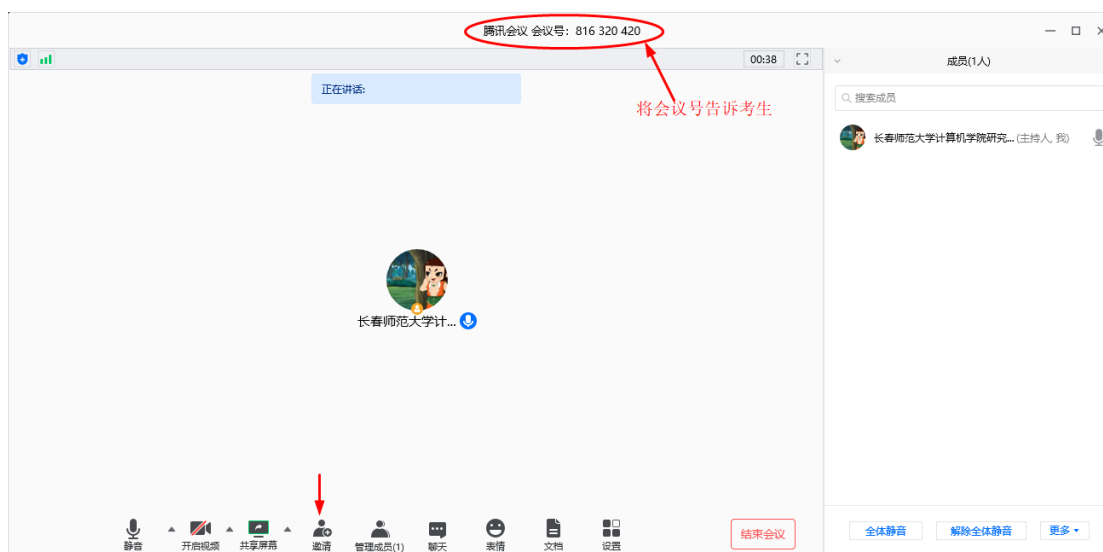 腾讯会议 会议号：816 320 420
00:38
成员(1人)
正在讲话:
将会议号告诉考生
搜索成员
长春师范大学计算机学院研究... (主持人, 我)
长春师范大学计...
静音
开启视频
共享屏幕
邀请
管理成员(1)
聊天
表情
文档
设置
结束会议
全体静音
解除全体静音
更多